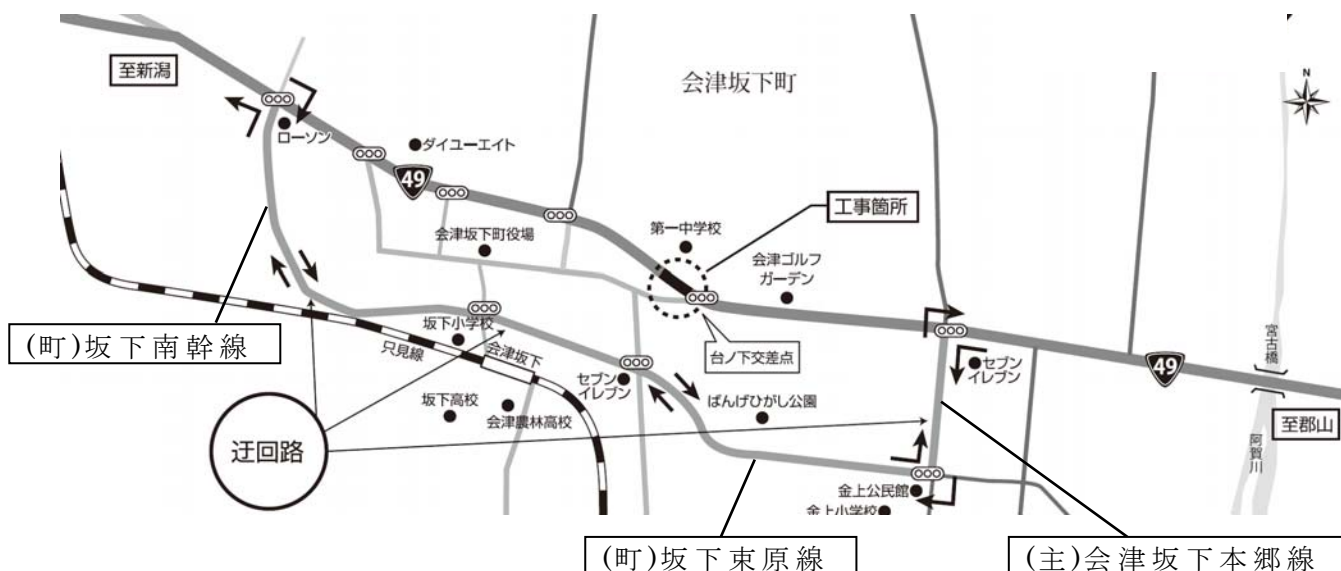 至新潟
会津坂下町
N
ローソン
ダイユーエイト
49
工事箇所
第一中学校
会津坂下町役場
会津ゴルフ
ガーデン
(町)坂下南幹線
坂下小学校
只見線
会津坂下
台ノ下交差点
セブン
イレブン
49
宮古橋
セブン
イレブン
坂下高校
会津農林高校
ばんげひがし公園
至郡山
阿賀川
迂回路
金上公民館
金上小学校
(町)坂下東原線
(主)会津坂下本郷線